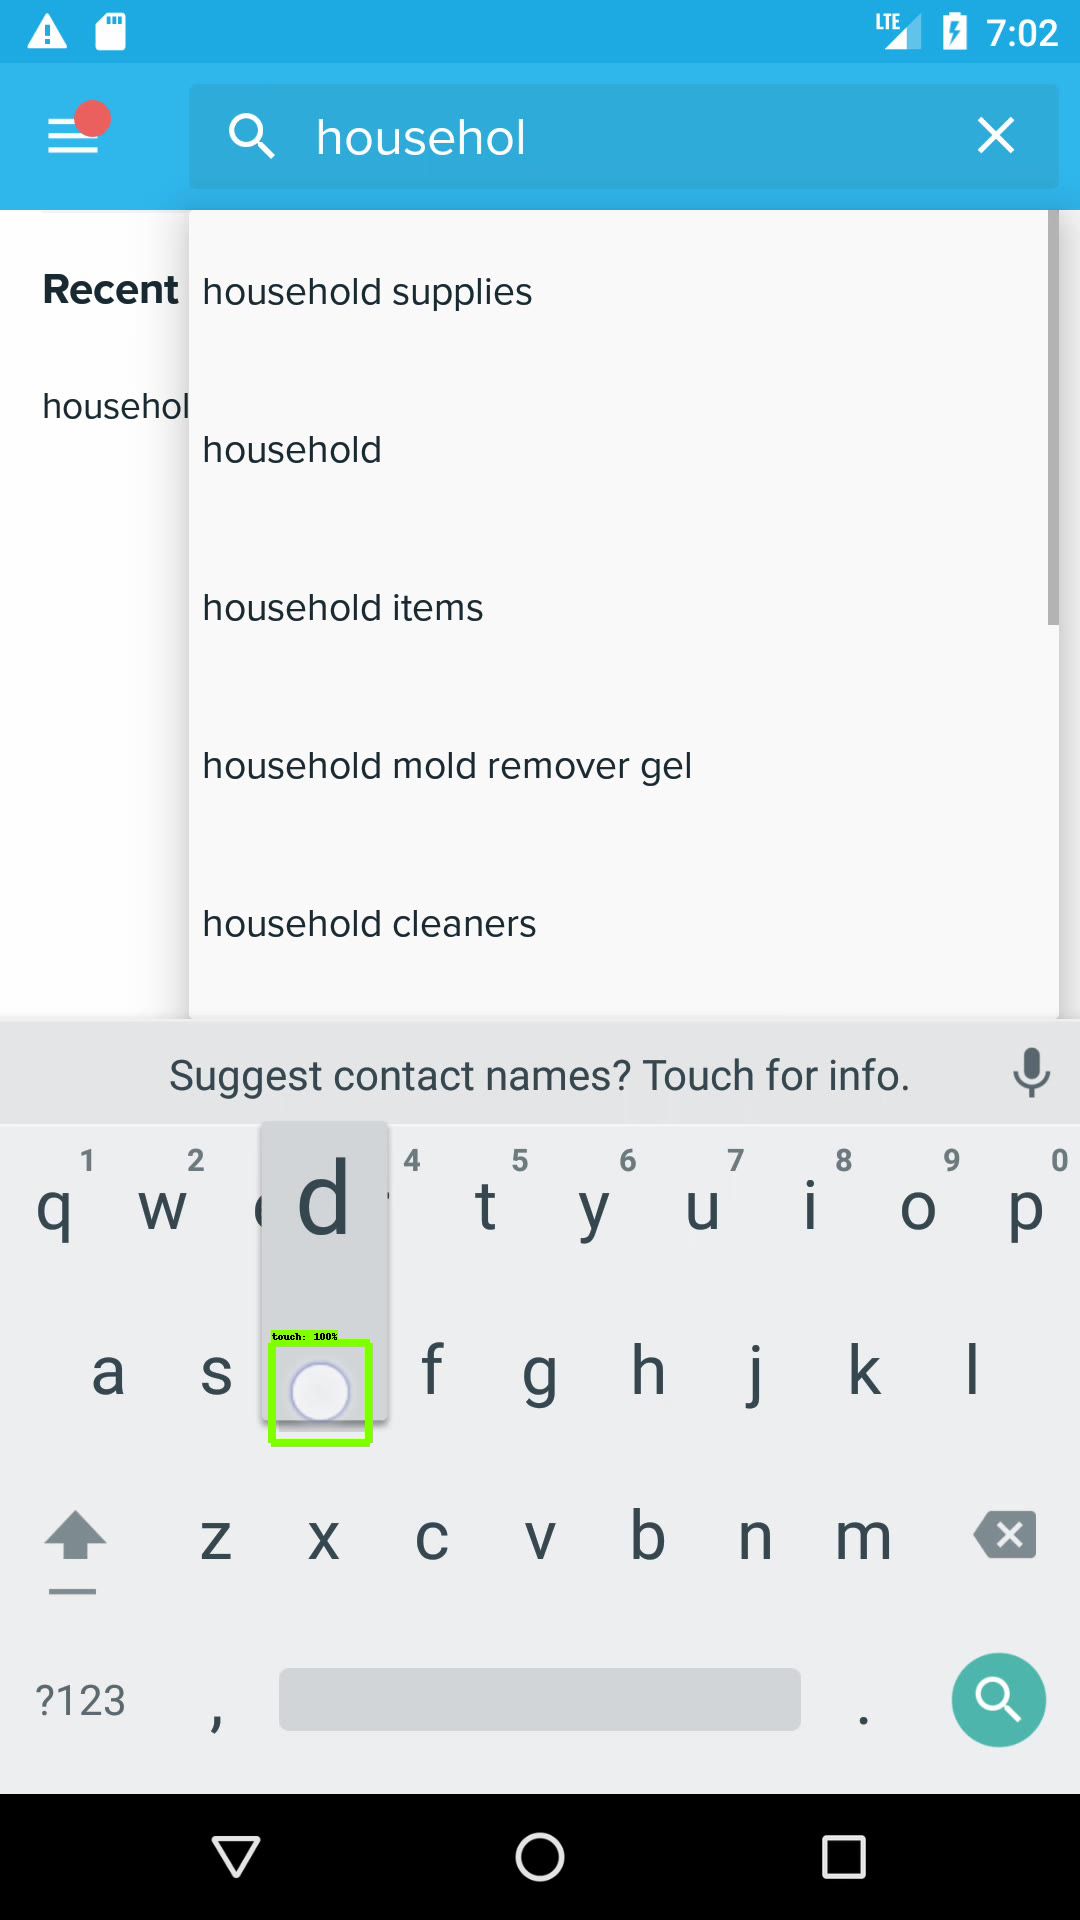 LTE 7:02
househol
Recent
househol
household supplies
household
household items
household mold remover gel
household cleaners
Suggest contact names? Touch for info.
1 2 4 5 6 7 8 9 0
q w d t y u i o p
touch: 100%
a s f g h j k l
z x c v b n m
?123 , .